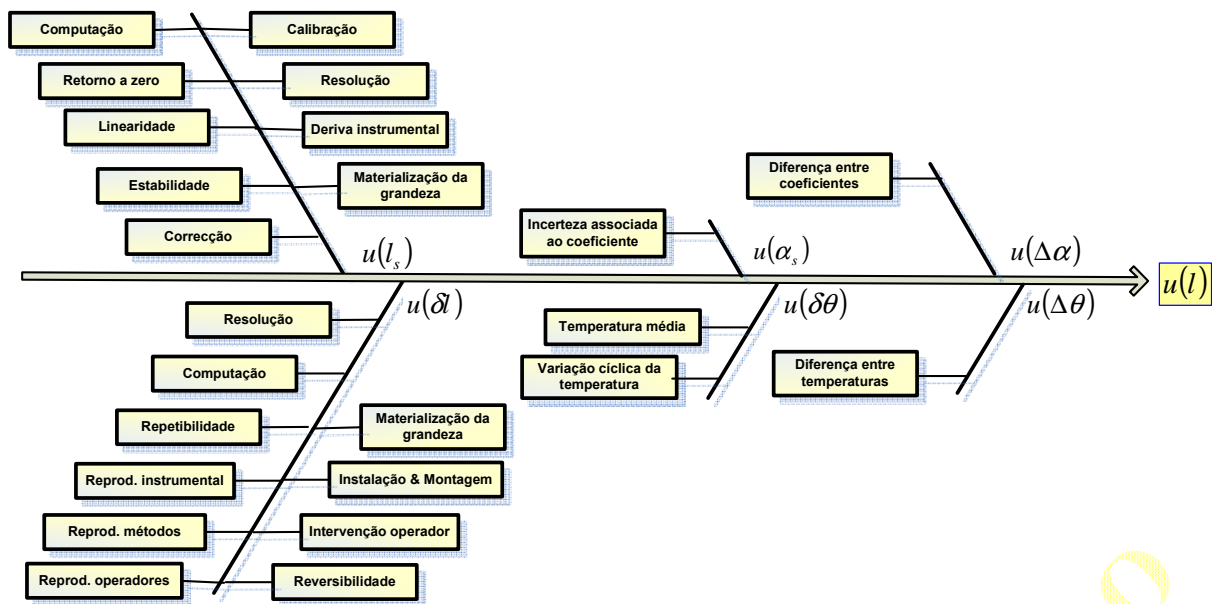 Computação
Calibração
Retorno a zero
Resolução
Linearidade
Deriva instrumental
Estabilidade
Materialização da
grandeza
Correcção
u(l_s)
Diferença entre
coeficientes
Incerteza associada
ao coeficiente
u(α_s)
u(Δα)
u(l)
u(δl)
u(δθ)
u(Δθ)
Resolução
Temperatura média
Computação
Variação cíclica da
temperatura
Diferença entre
temperaturas
Repetibilidade
Materialização da
grandeza
Reprod. instrumental
Instalação & Montagem
Reprod. métodos
Intervenção operador
Reprod. operadores
Reversibilidade